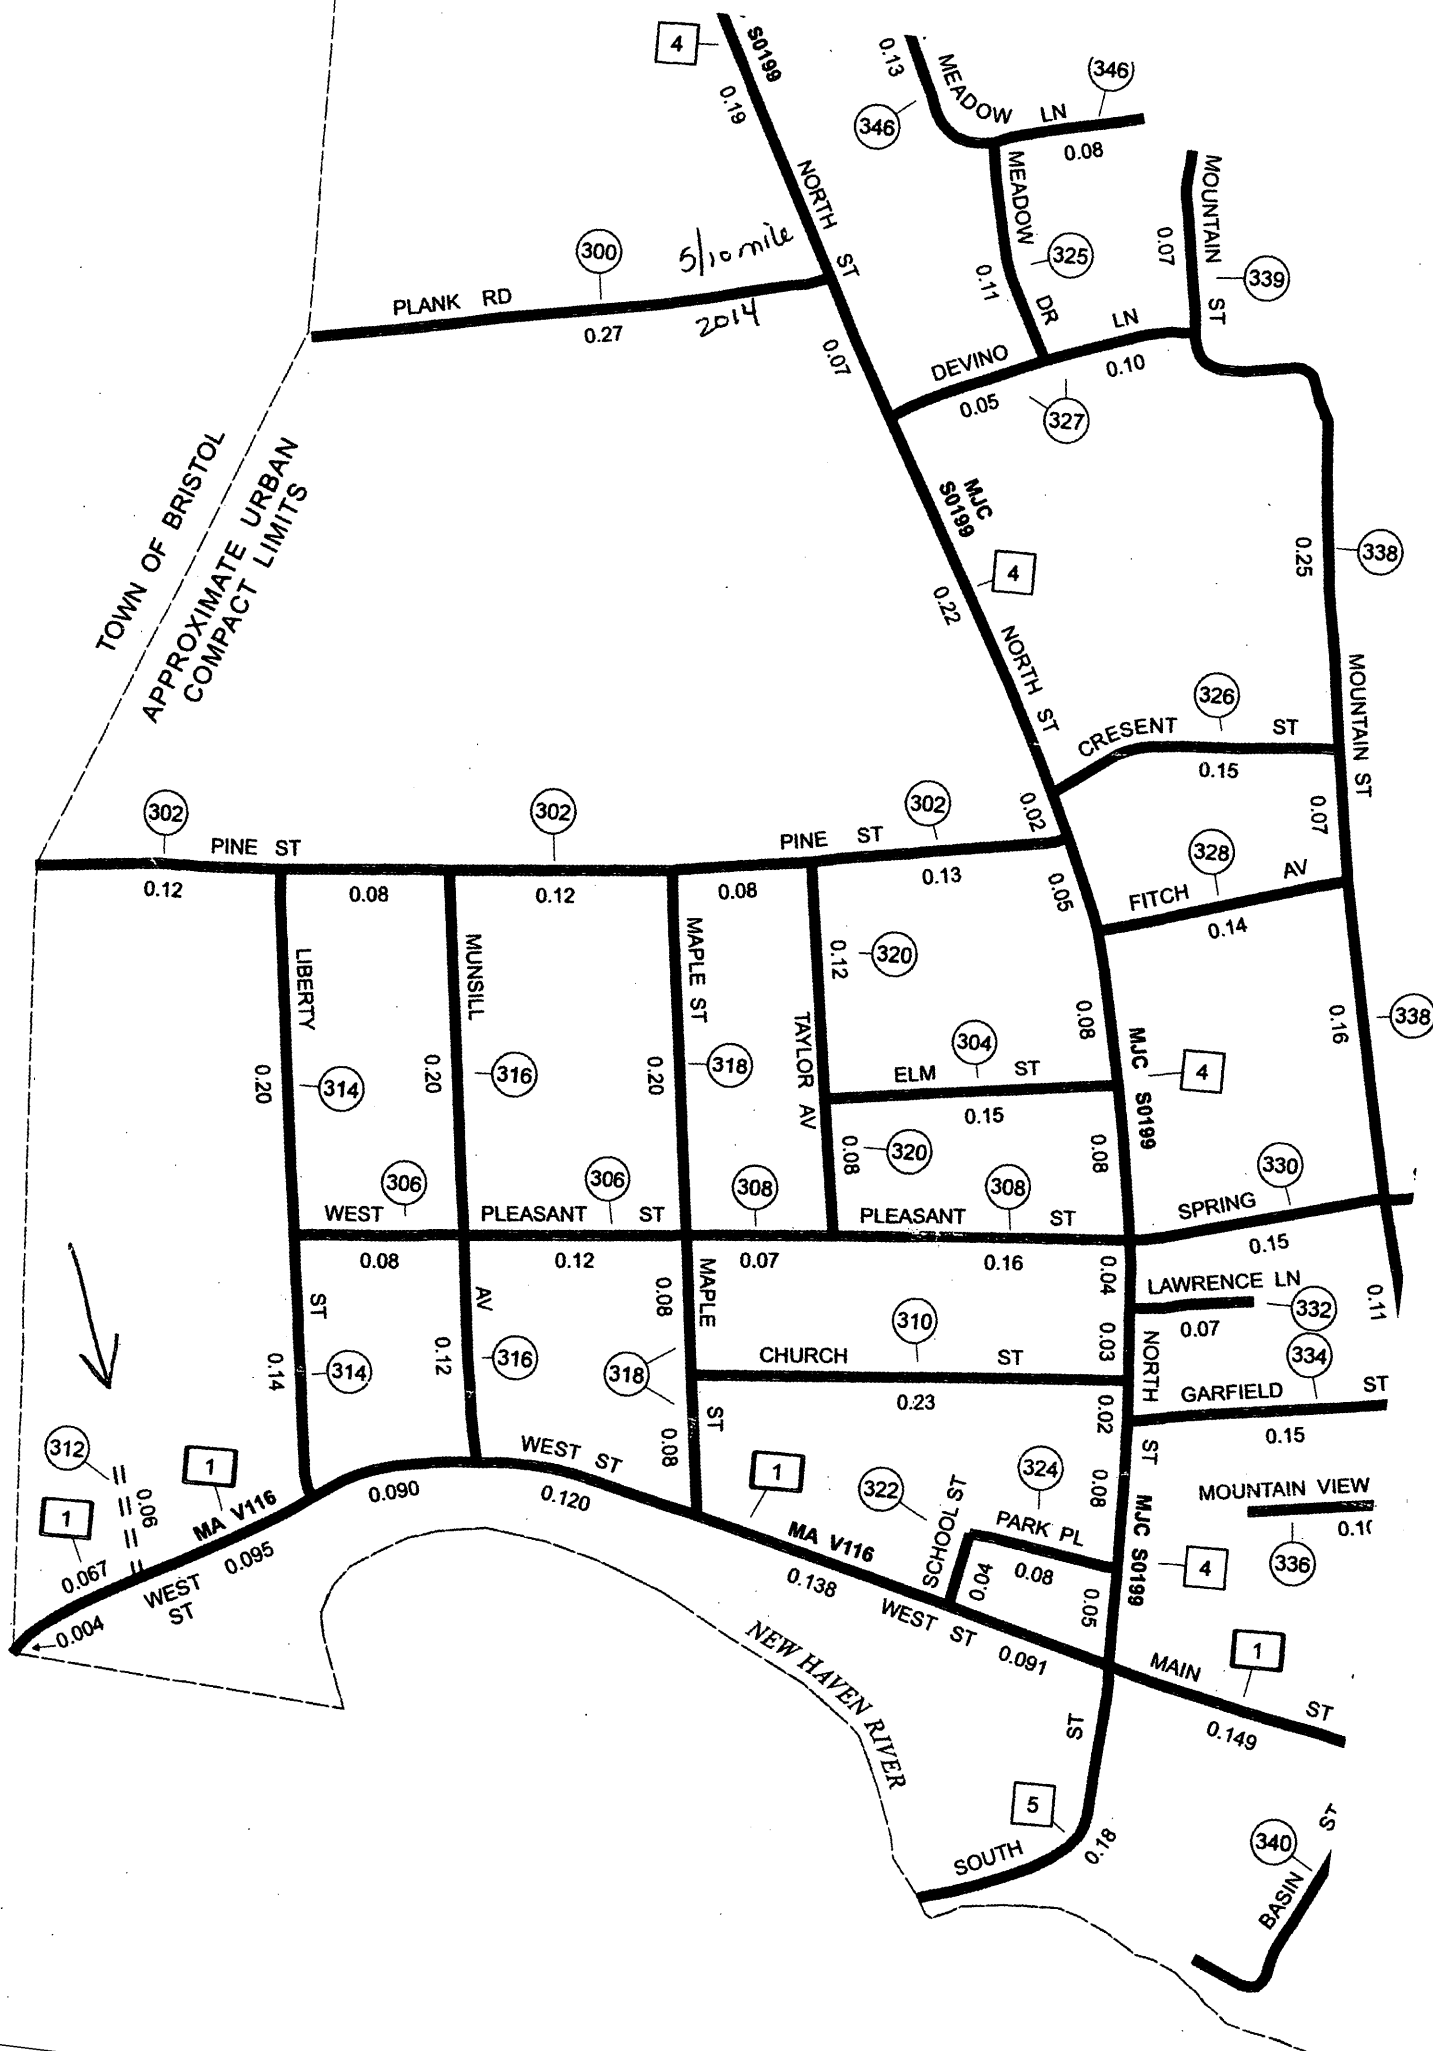 4
S0199
0.19
NORTH ST
0.13
MEADOW LN
346
346
0.08
MEADOW DR
325
0.11
MOUNTAIN ST
0.07
339
300
5/10 mile
PLANK RD
0.27
2014
0.07
DEVINO LN
0.05
0.10
327
TOWN OF BRISTOL
APPROXIMATE URBAN
COMPACT LIMITS
MJC
S0199
4
0.22
NORTH ST
0.25
338
MOUNTAIN ST
326
CRESENT ST
0.15
0.07
0.02
302
302
302
PINE ST
PINE ST
0.12
0.08
0.12
0.08
0.13
0.05
328
FITCH AV
0.14
LIBERTY
MUNSILL
MAPLE ST
TAYLOR AV
0.12
320
0.08
MJC S0199
4
0.16
338
304
ELM ST
0.15
0.20
314
0.20
316
0.20
318
0.08
320
0.08
306
306
308
308
WEST PLEASANT ST
PLEASANT ST
0.08
0.12
0.07
0.16
330
SPRING
0.15
0.04
LAWRENCE LN
332
0.07
0.11
ST
AV
MAPLE
0.08
310
CHURCH ST
0.23
0.03
NORTH ST
334
GARFIELD ST
0.15
0.02
0.14
314
0.12
316
318
ST
0.08
312
1
1
0.06
MA V116
0.067
0.095
WEST
ST
0.004
0.090
WEST ST
0.120
1
MA V116
0.138
322
SCHOOL ST
324
PARK PL
0.04
0.08
0.08
0.05
MJC S0199
4
MOUNTAIN VIEW
336
WEST ST
0.091
MAIN ST
1
0.149
NEW HAVEN RIVER
ST
5
SOUTH
0.18
340
BASIN ST